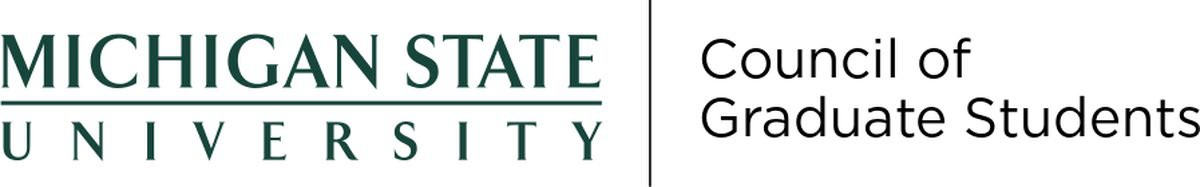 MICHIGAN STATE
UNIVERSITY
Council of
Graduate Students